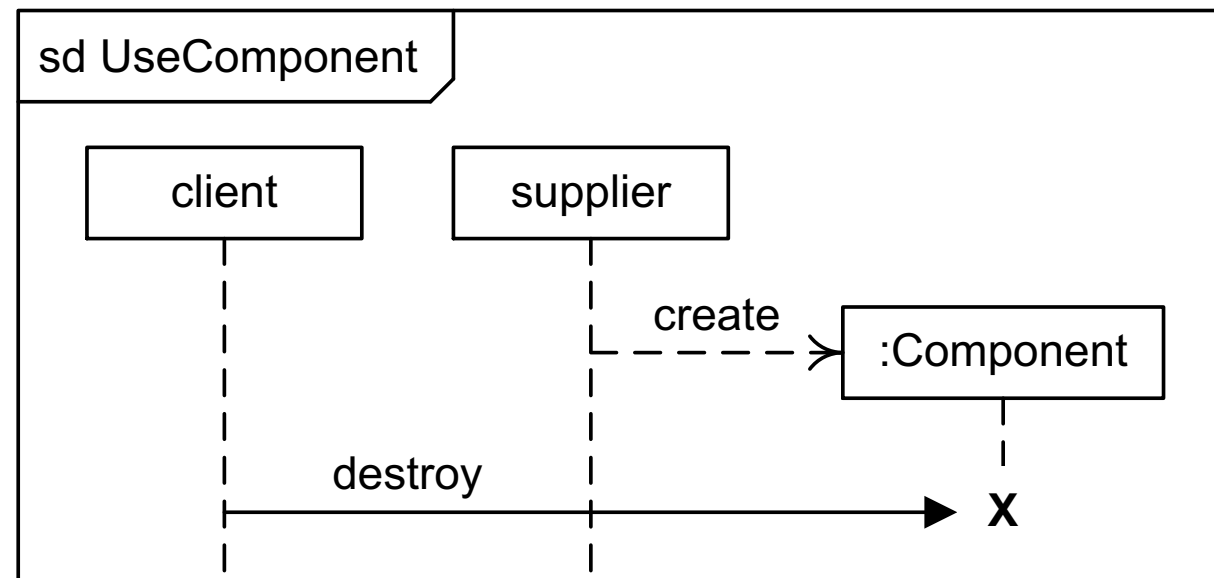 sd UseComponent
client
supplier
create
:Component
destroy
X